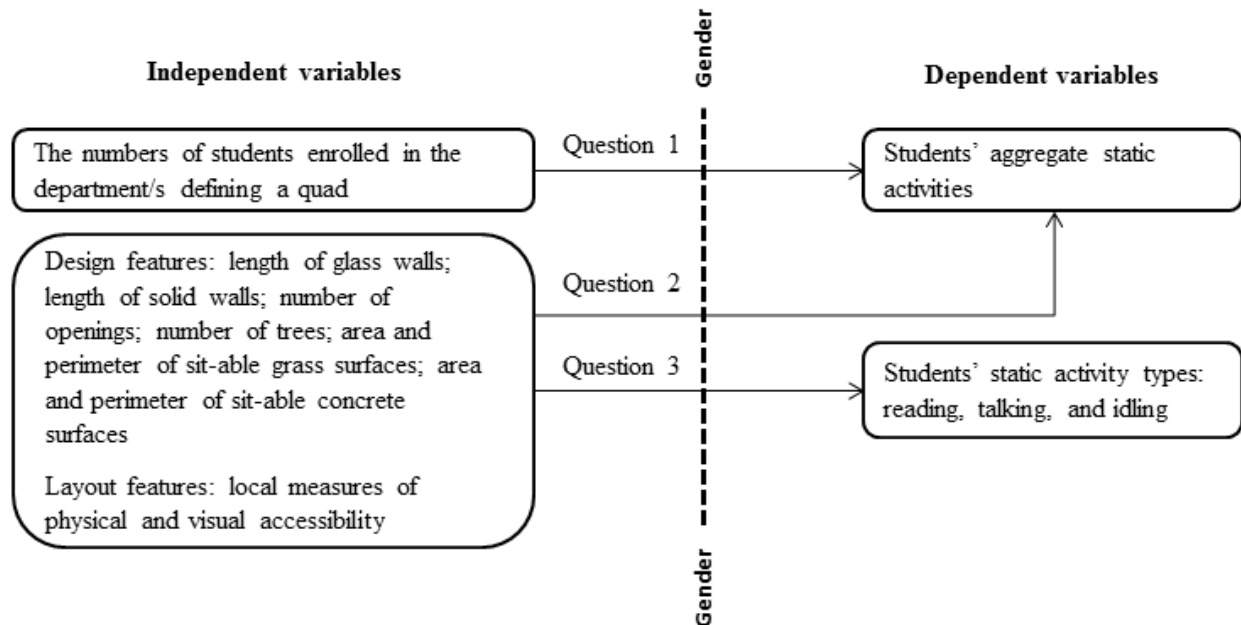 Gender
Independent variables
Dependent variables
The numbers of students enrolled in the
department/s defining a quad
Question 1
Students' aggregate static
activities
Design features: length of glass walls;
length of solid walls; number of
openings; number of trees; area and
perimeter of sit-able grass surfaces; area
and perimeter of sit-able concrete
surfaces
Layout features: local measures of
physical and visual accessibility
Question 2
Question 3
Students' static activity types:
reading, talking, and idling
Gender